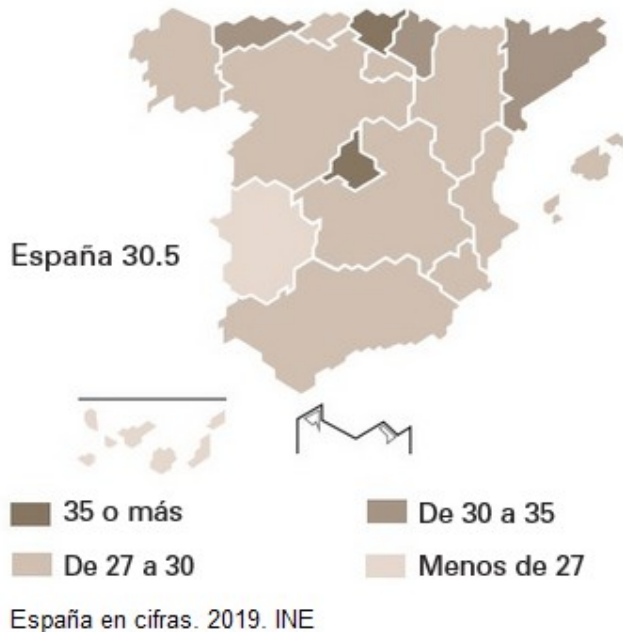 España 30.5
35 o más
De 30 a 35
De 27 a 30
Menos de 27
España en cifras. 2019. INE